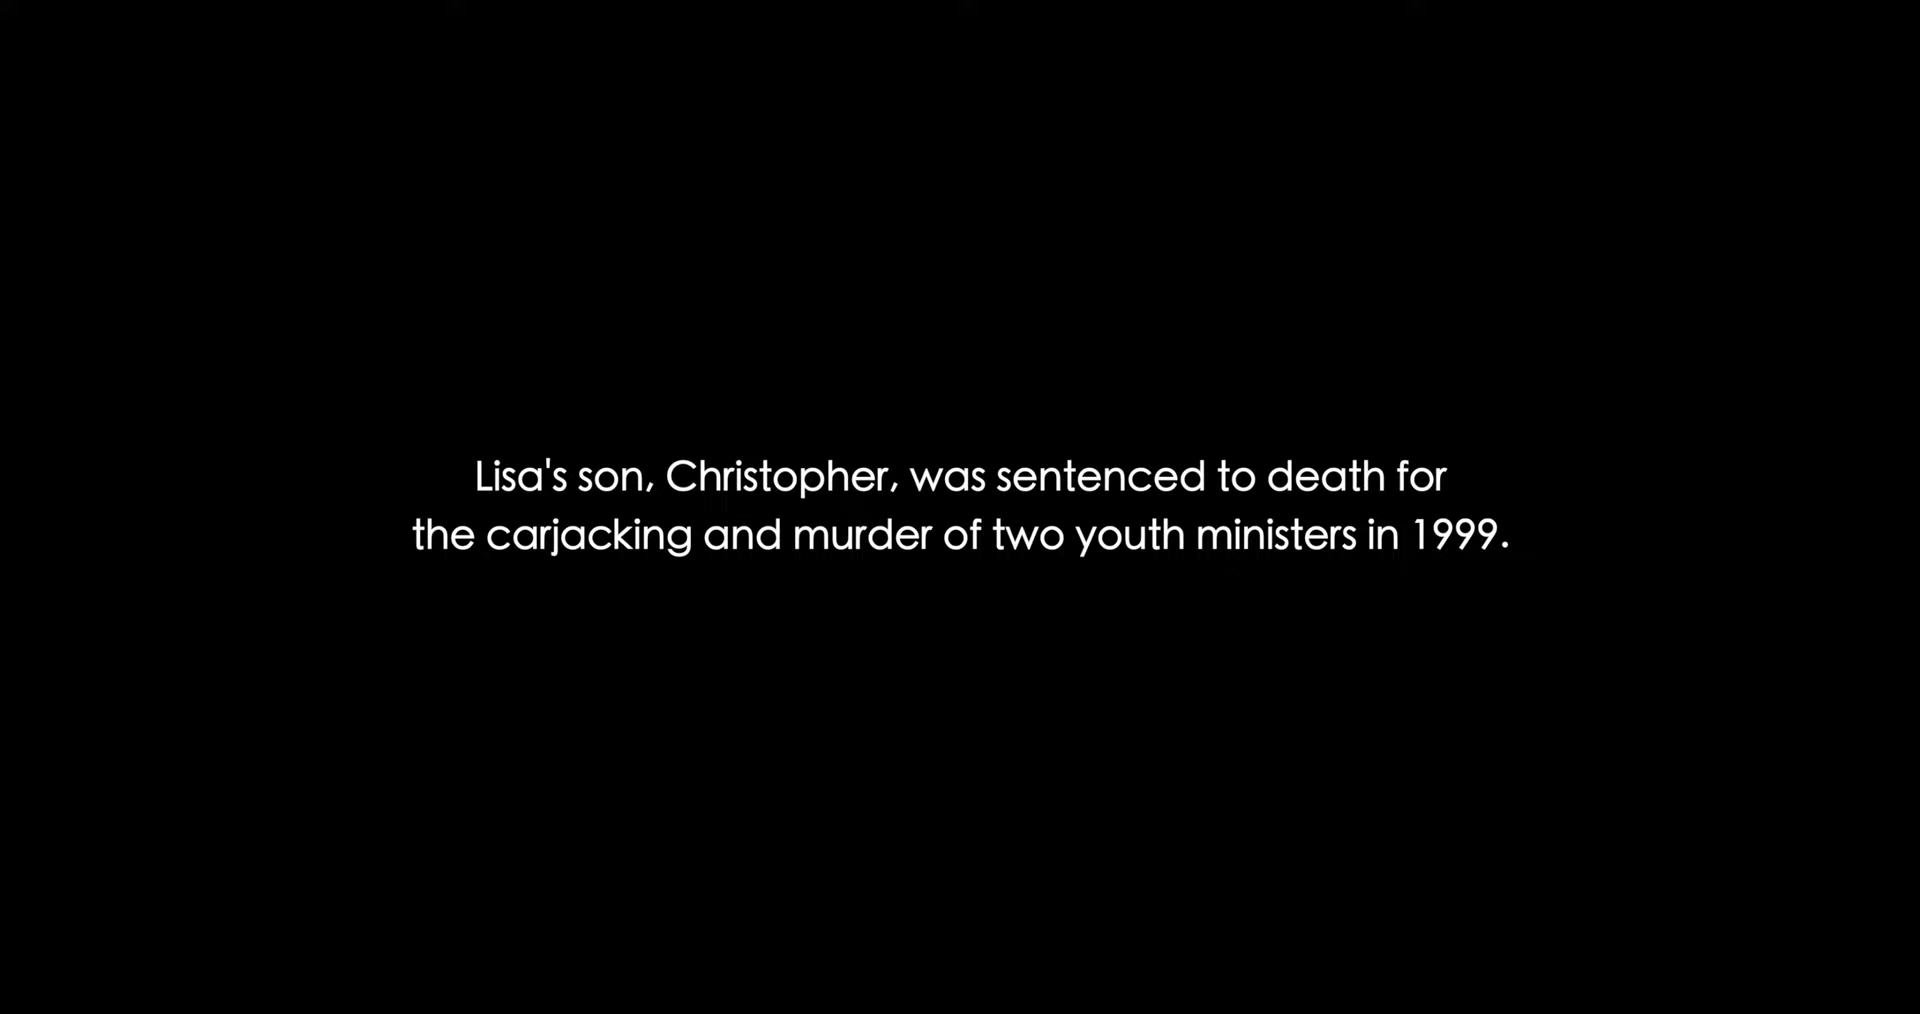 Lisa's son, Christopher, was sentenced to death for
the carjacking and murder of two youth ministers in 1999.